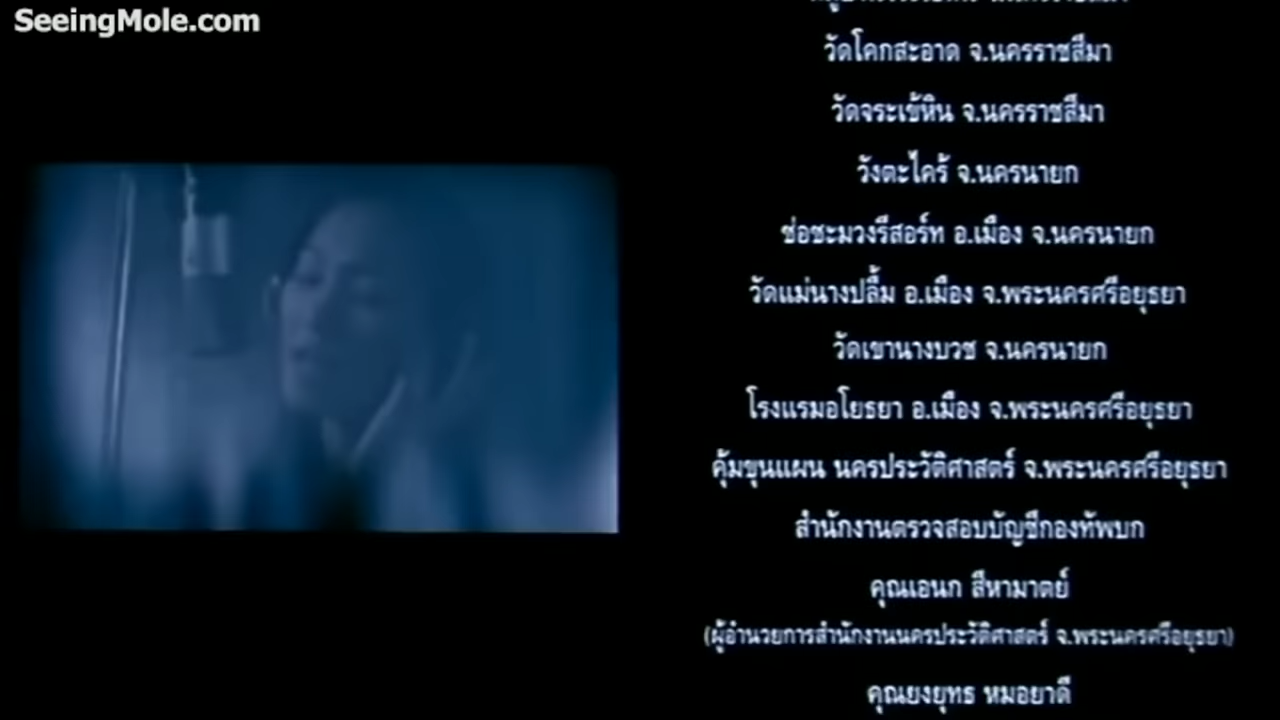 SeeingMole.com
วัดโคกสะอาด จ.นครราชสีมา
วัดจระเข้หิน จ.นครราชสีมา
วังตะไคร้ จ.นครนายก
ช่อชะมวงรีสอร์ท อ.เมือง จ.นครนายก
วัดแม่นางปลื้ม อ.เมือง จ.พระนครศรีอยุธยา
วัดเขานางบวช จ.นครนายก
โรงแรมอโยธยา อ.เมือง จ.พระนครศรีอยุธยา
คุ้มขุนแผน นครประวัติศาสตร์ จ.พระนครศรีอยุธยา
สำนักงานตรวจสอบบัญชีกองทัพบก
คุณเอนก สีหามาตย์
(ผู้อำนวยการสำนักงานนครประวัติศาสตร์ จ.พระนครศรีอยุธยา)
คุณยงยุทธ หมอยาดี